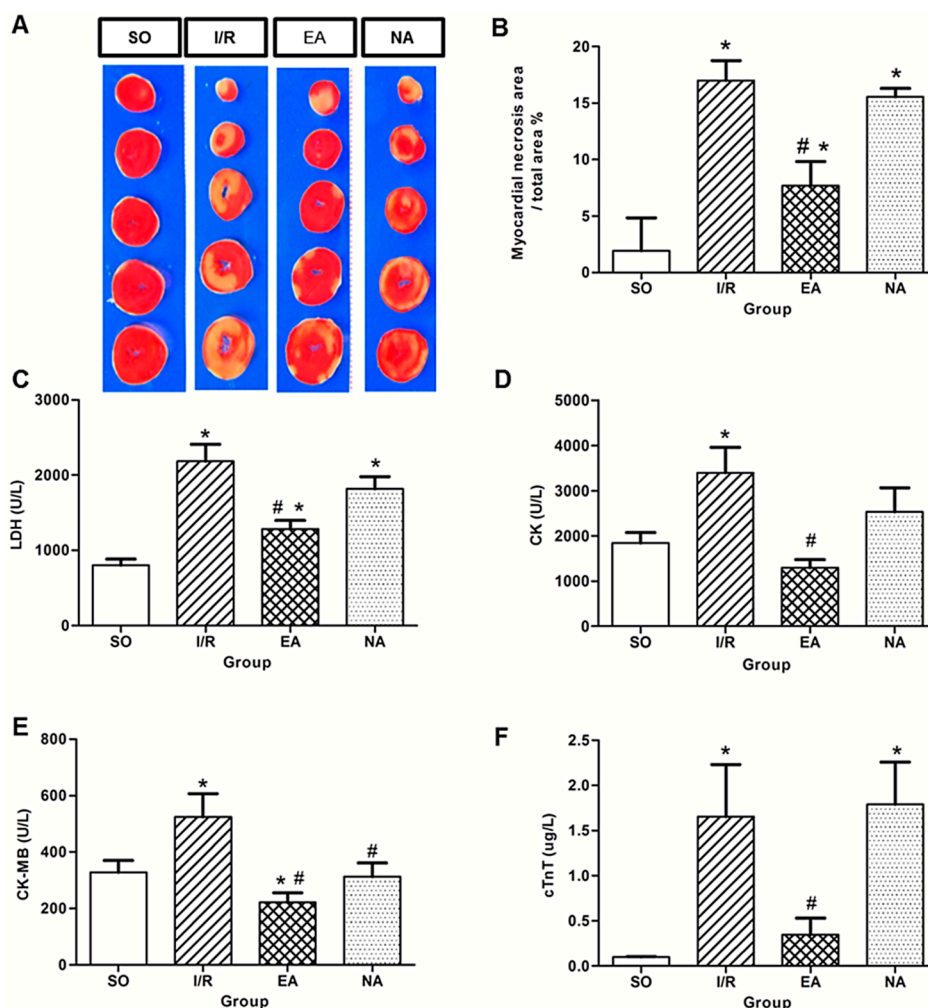 A
SO I/R EA NA
B
Myocardial necrosis area
/ total area %
20
15
10
5
0
*
# *
*
SO I/R EA NA
Group
C
LDH (U/L)
3000
2000
1000
0
*
# *
*
SO I/R EA NA
Group
D
CK (U/L)
5000
4000
3000
2000
1000
0
*
#
SO I/R EA NA
Group
E
CK-MB (U/L)
800
600
400
200
0
*
* #
#
SO I/R EA NA
Group
F
cTnT (ug/L)
2.5
2.0
1.5
1.0
0.5
0.0
*
#
*
SO I/R EA NA
Group